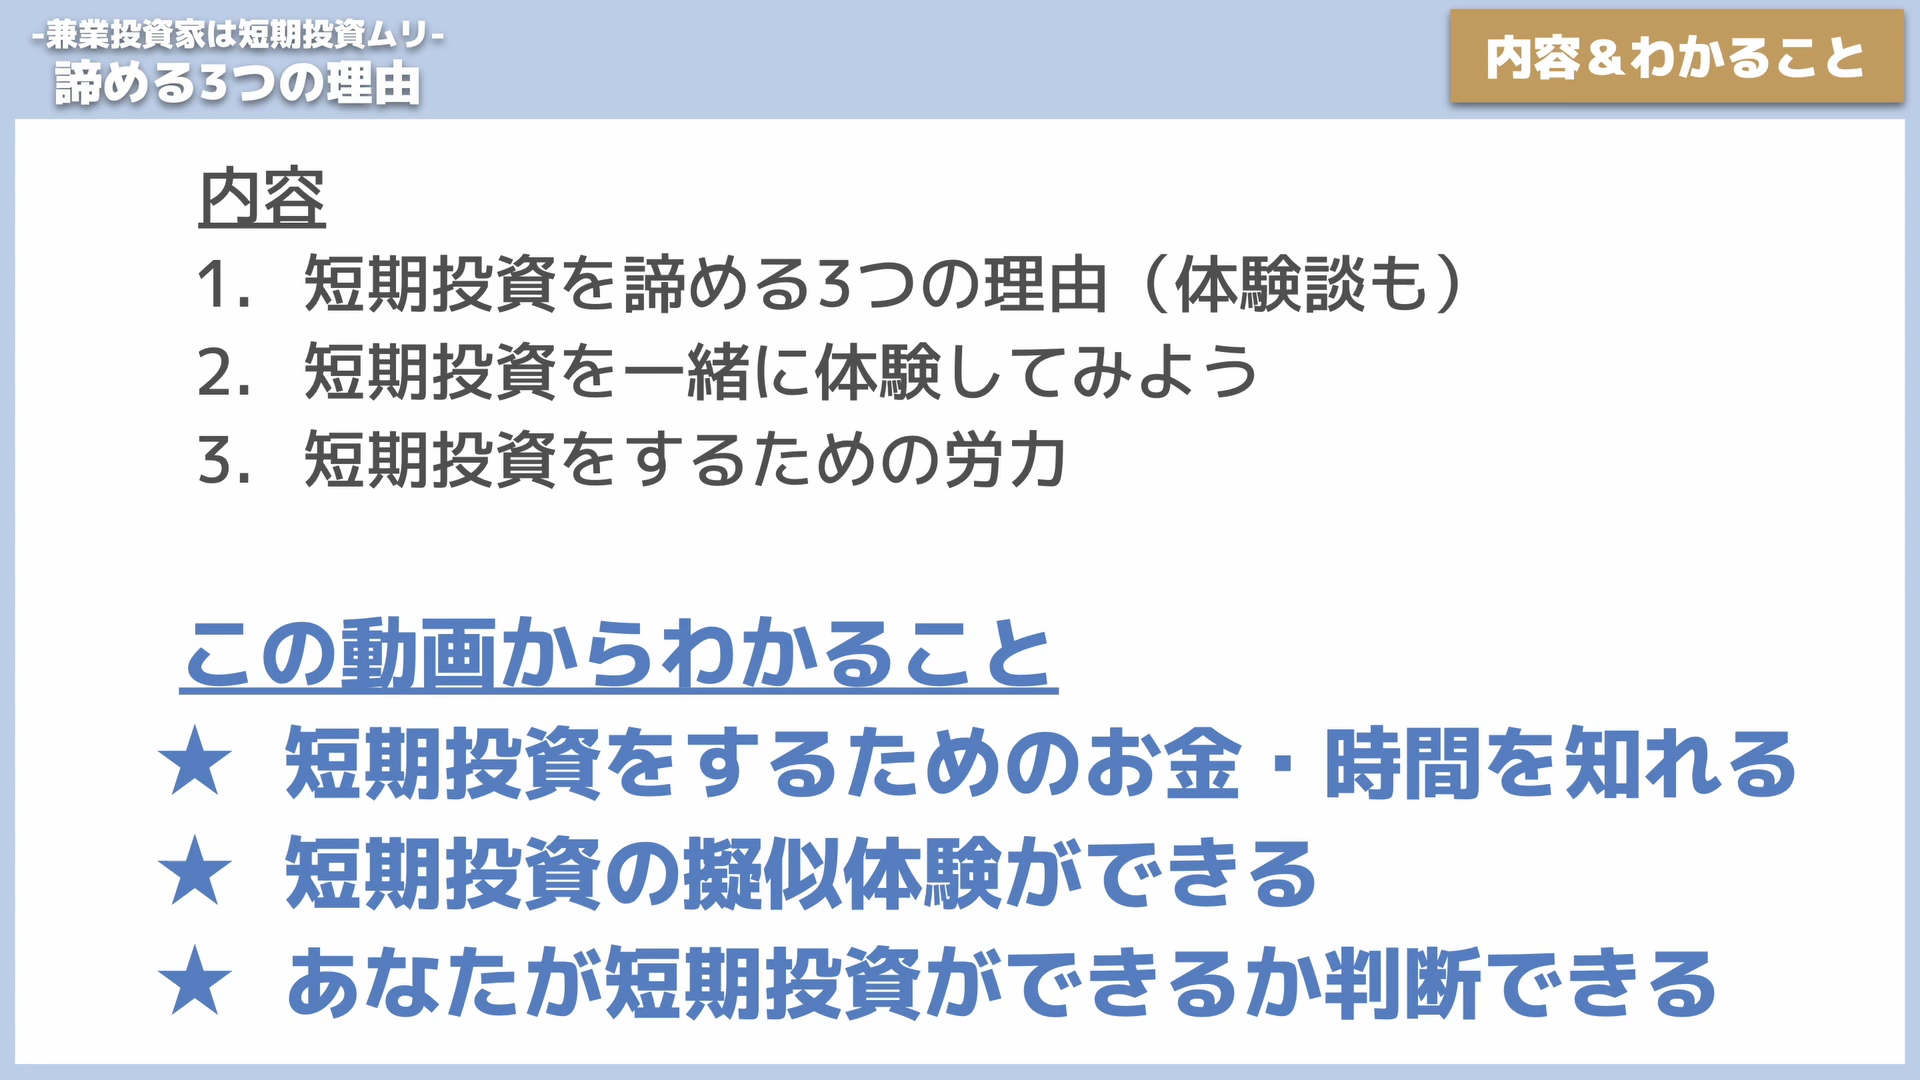 -兼業投資家は短期投資ムリ-
諦める3つの理由
内容＆わかること
内容
1. 短期投資を諦める3つの理由（体験談も）
2. 短期投資を一緒に体験してみよう
3. 短期投資をするための労力
この動画からわかること
★ 短期投資をするためのお金・時間を知れる
★ 短期投資の擬似体験ができる
★ あなたが短期投資ができるか判断できる